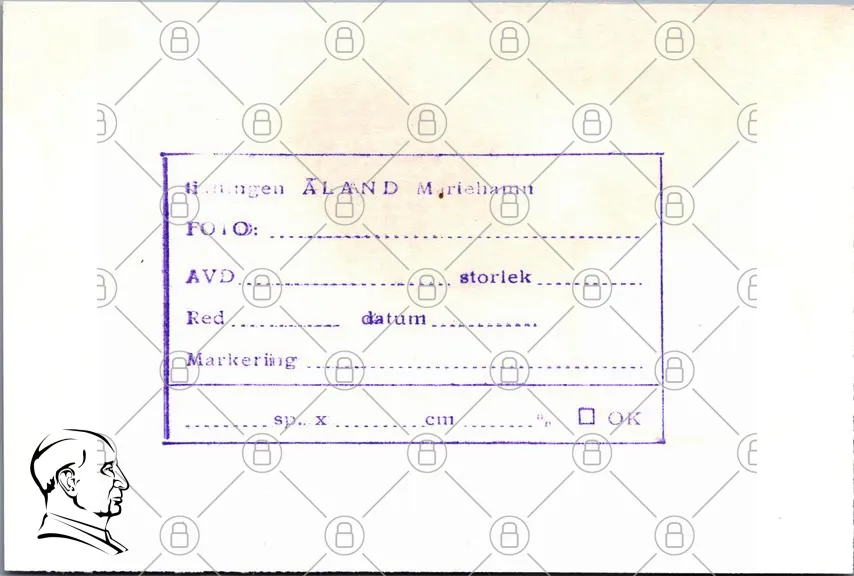 Tidningen ÅLAND Mariehamn
FOTO: ........................
AVD ............ storlek ............
Red ............ datum ............
Markering ........................
............ sp. x ............ cm ............ % ☐ OK